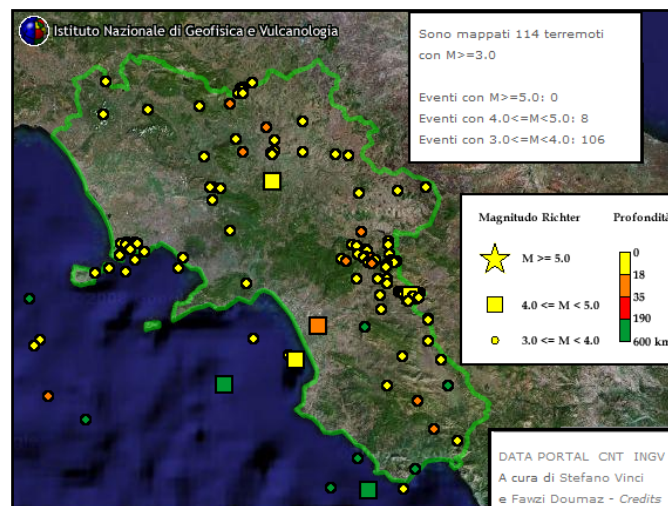 Istituto Nazionale di Geofisica e Vulcanologia
Sono mappati 114 terremoti
con M>=3.0
Eventi con M>=5.0: 0
Eventi con 4.0<=M<5.0: 8
Eventi con 3.0<=M<4.0: 106
Magnitudo Richter Profondità
M >= 5.0
4.0 <= M < 5.0
3.0 <= M < 4.0
0
18
35
190
600 km
DATA PORTAL CNT INGV
A cura di Stefano Vinci
e Fawzi Doumaz - Credits